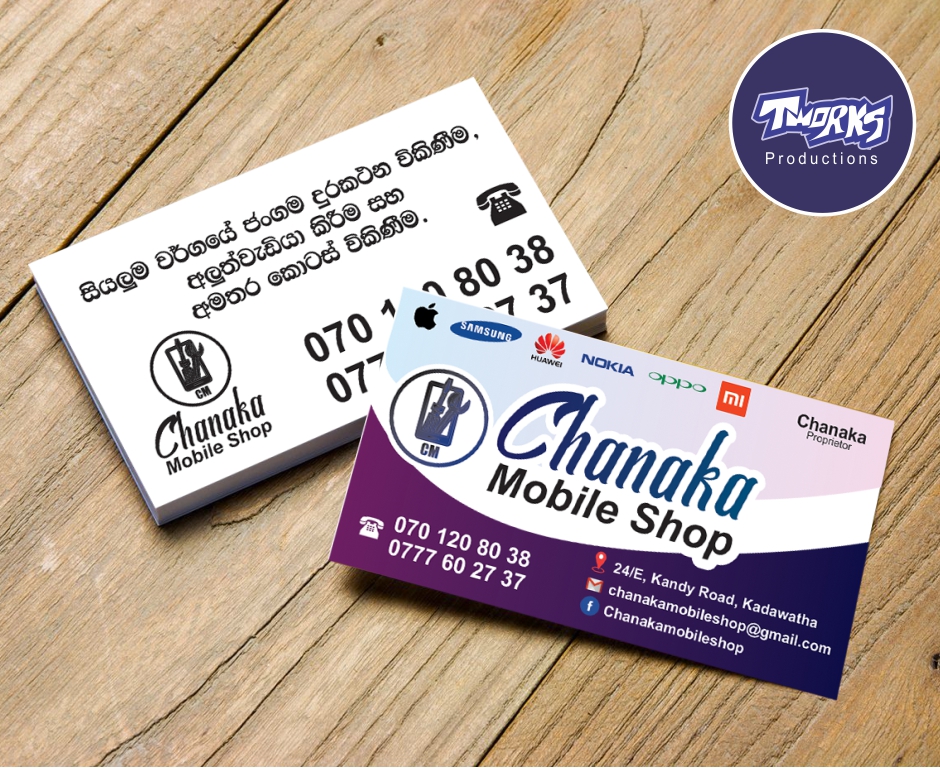 TWORKS
Productions
සියලුම වර්ගයේ ජංගම දුරකථන විකිණීම,
අලුත්වැඩියා කිරිම සහ
අමතර කොටස් විකිණීම.
070 80 38
37
CM
Chanaka
Mobile Shop
SAMSUNG
HUAWEI
NOKIA
oppo
mi
Chanaka
Proprietor
CM
Chanaka
Mobile Shop
070 120 80 38
0777 60 27 37
24/E, Kandy Road, Kadawatha
chanakamobileshop@gmail.com
f Chanakamobileshop